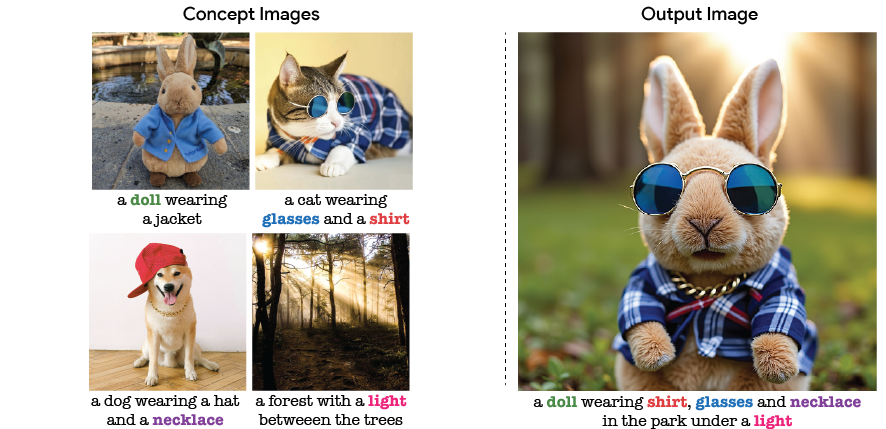 Concept Images
Output Image
a doll wearing
a jacket
a cat wearing
glasses and a shirt
a dog wearing a hat
and a necklace
a forest with a light
betweeen the trees
a doll wearing shirt, glasses and necklace
in the park under a light